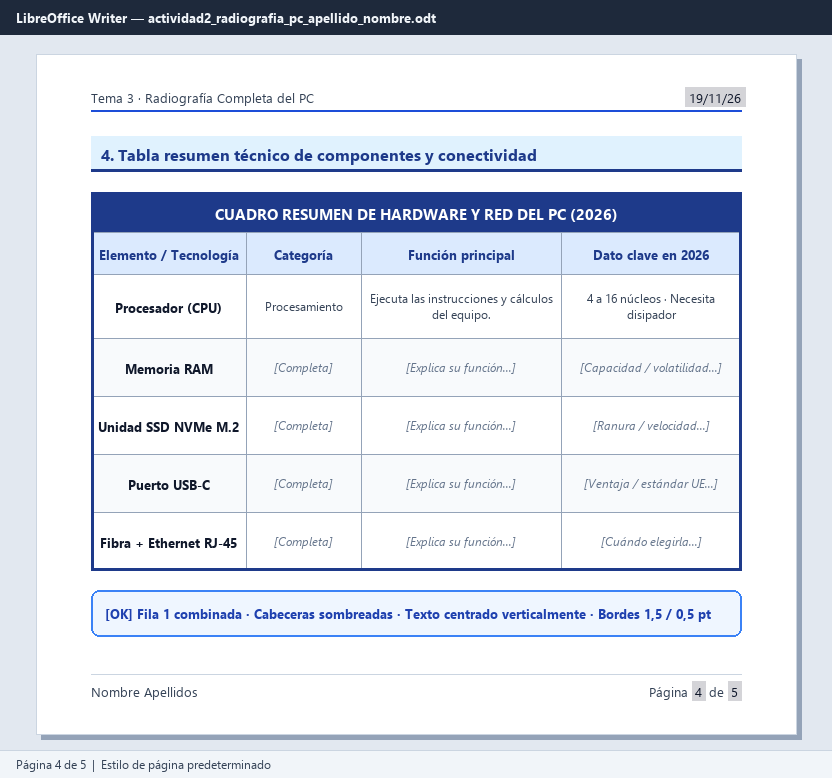 LibreOffice Writer — actividad2_radiografia_pc_apellido_nombre.odt
Tema 3 · Radiografía Completa del PC
19/11/26
4. Tabla resumen técnico de componentes y conectividad
CUADRO RESUMEN DE HARDWARE Y RED DEL PC (2026)
Elemento / Tecnología
Categoría
Función principal
Dato clave en 2026
Procesador (CPU)
Procesamiento
Ejecuta las instrucciones y cálculos
del equipo.
4 a 16 núcleos · Necesita
disipador
Memoria RAM
[Completa]
[Explica su función...]
[Capacidad / volatilidad...]
Unidad SSD NVMe M.2
[Completa]
[Explica su función...]
[Ranura / velocidad...]
Puerto USB-C
[Completa]
[Explica su función...]
[Ventaja / estándar UE...]
Fibra + Ethernet RJ-45
[Completa]
[Explica su función...]
[Cuándo elegirla...]
[OK] Fila 1 combinada · Cabeceras sombreadas · Texto centrado verticalmente · Bordes 1,5 / 0,5 pt
Nombre Apellidos
Página 4 de 5
Página 4 de 5 | Estilo de página predeterminado